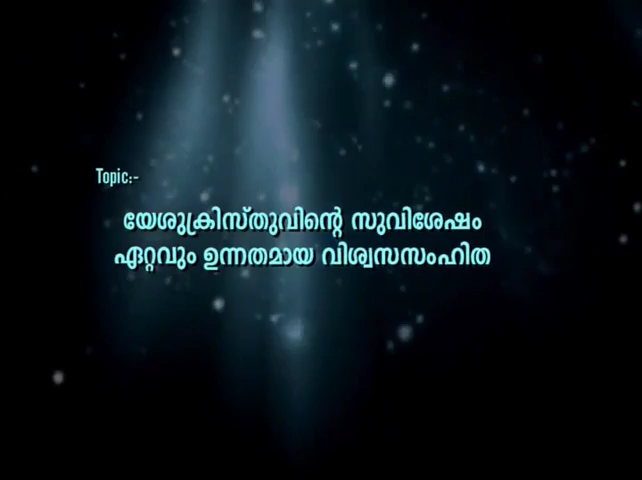 Topic:-
യേശുക്രിസ്തുവിന്റെ സുവിശേഷം
ഏറ്റവും ഉന്നതമായ വിശ്വസസംഹിത